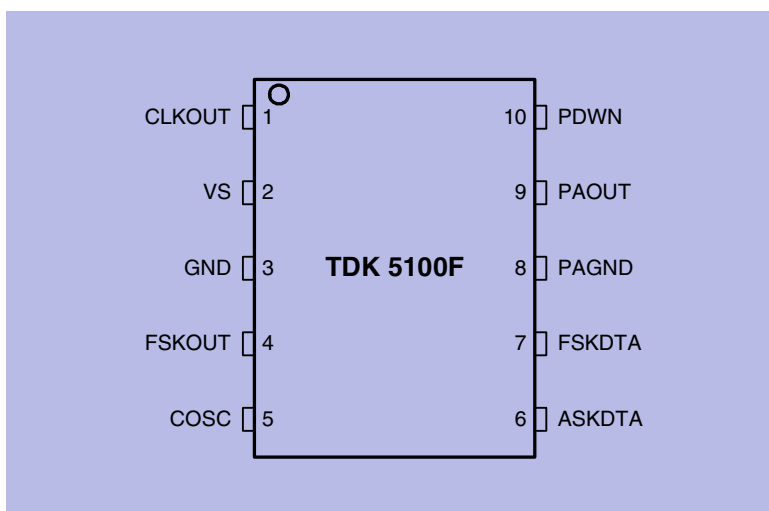 CLKOUT 1 10 PDWN
VS 2 9 PAOUT
GND 3 TDK 5100F 8 PAGND
FSKOUT 4 7 FSKDTA
COSC 5 6 ASKDTA